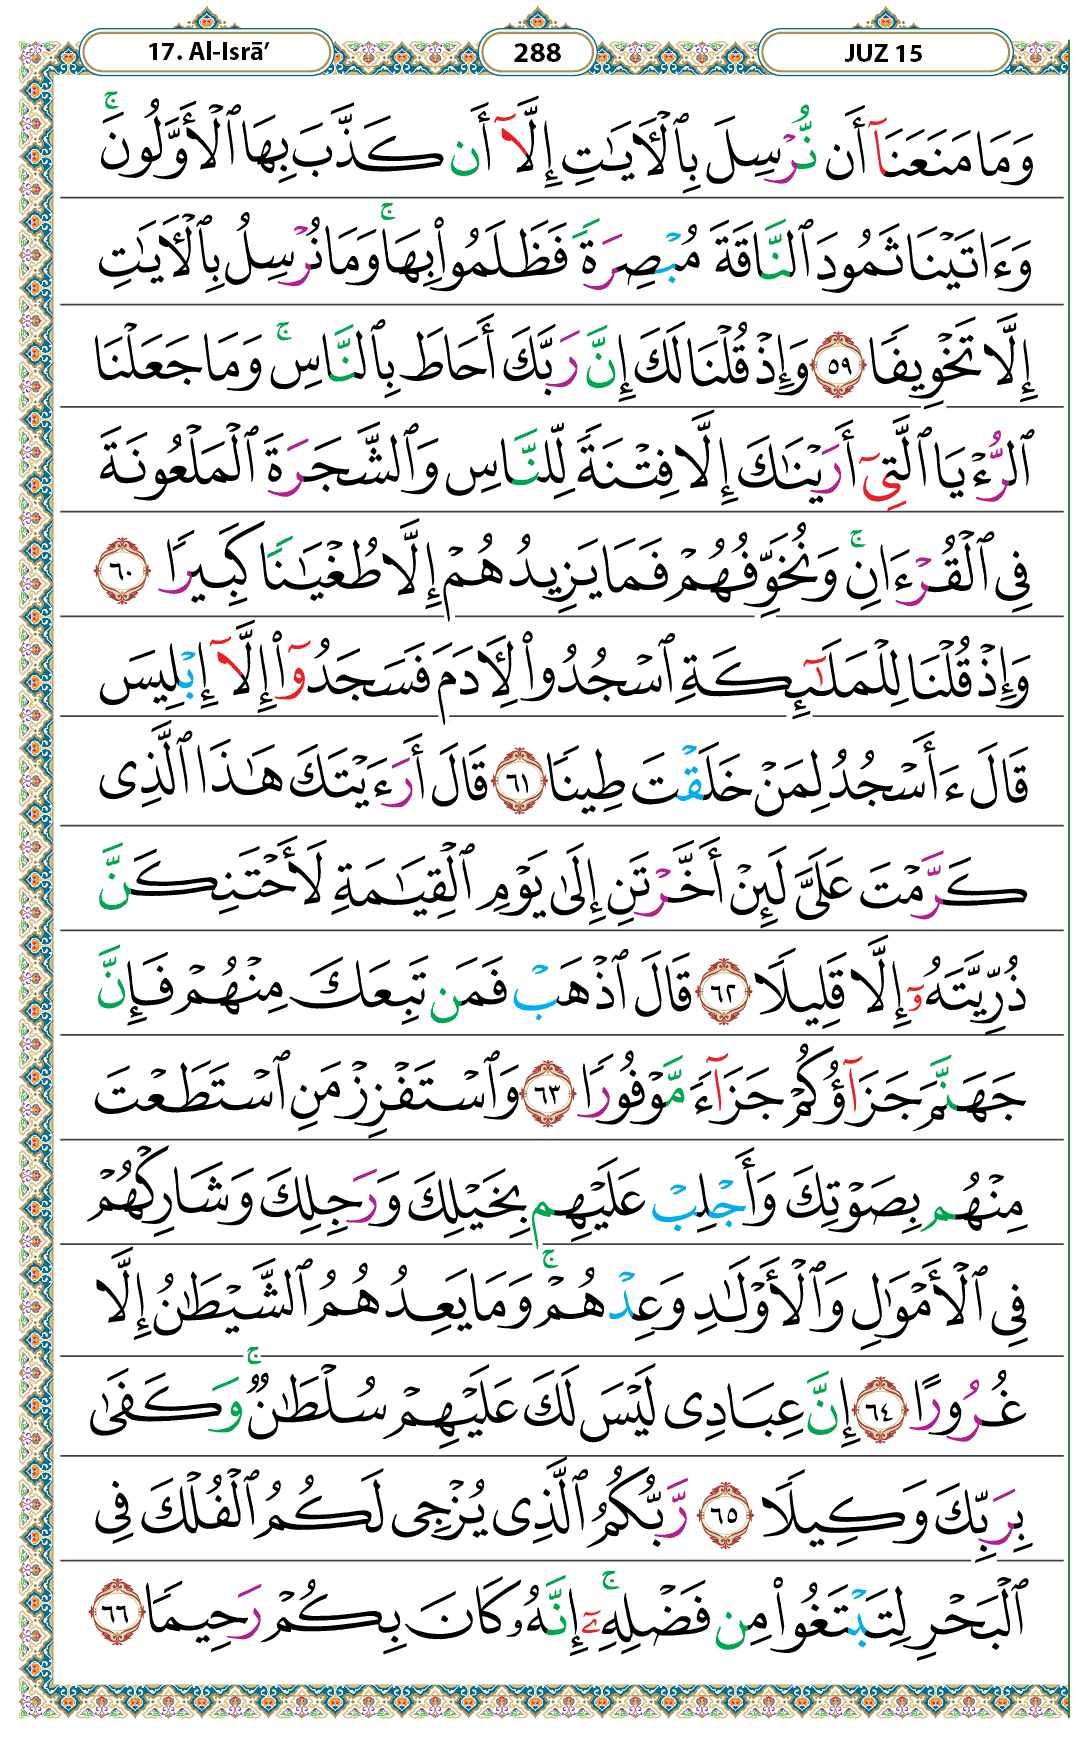 17. Al-Isrā’
288
JUZ 15
وَمَا مَنَعَنَآ أَن نُّرْسِلَ بِٱلْءَايَٰتِ إِلَّآ أَن كَذَّبَ بِهَا ٱلْأَوَّلُونَ ۚ
وَءَاتَيْنَا ثَمُودَ ٱلنَّاقَةَ مُبْصِرَةً فَظَلَمُوا۟ بِهَا ۚ وَمَا نُرْسِلُ بِٱلْءَايَٰتِ
إِلَّا تَخْوِيفًا ٥٩ وَإِذْ قُلْنَا لَكَ إِنَّ رَبَّكَ أَحَاطَ بِٱلنَّاسِ ۚ وَمَا جَعَلْنَا
ٱلرُّءْيَا ٱلَّتِىٓ أَرَيْنَٰكَ إِلَّا فِتْنَةً لِّلنَّاسِ وَٱلشَّجَرَةَ ٱلْمَلْعُونَةَ
فِى ٱلْقُرْءَانِ ۚ وَنُخَوِّفُهُمْ فَمَا يَزِيدُهُمْ إِلَّا طُغْيَٰنًا كَبِيرًا ٦٠
وَإِذْ قُلْنَا لِلْمَلَٰٓئِكَةِ ٱسْجُدُوا۟ لِءَادَمَ فَسَجَدُوٓا۟ إِلَّآ إِبْلِيسَ
قَالَ ءَأَسْجُدُ لِمَنْ خَلَقْتَ طِينًا ٦١ قَالَ أَرَءَيْتَكَ هَٰذَا ٱلَّذِى
كَرَّمْتَ عَلَىَّ لَئِنْ أَخَّرْتَنِ إِلَىٰ يَوْمِ ٱلْقِيَٰمَةِ لَأَحْتَنِكَنَّ
ذُرِّيَّتَهُۥٓ إِلَّا قَلِيلًا ٦٢ قَالَ ٱذْهَبْ فَمَن تَبِعَكَ مِنْهُمْ فَإِنَّ
جَهَنَّمَ جَزَآؤُكُمْ جَزَآءً مَّوْفُورًا ٦٣ وَٱسْتَفْزِزْ مَنِ ٱسْتَطَعْتَ
مِنْهُم بِصَوْتِكَ وَأَجْلِبْ عَلَيْهِم بِخَيْلِكَ وَرَجِلِكَ وَشَارِكْهُمْ
فِى ٱلْأَمْوَٰلِ وَٱلْأَوْلَٰدِ وَعِدْهُمْ ۚ وَمَا يَعِدُهُمُ ٱلشَّيْطَٰنُ إِلَّا
غُرُورًا ٦٤ إِنَّ عِبَادِى لَيْسَ لَكَ عَلَيْهِمْ سُلْطَٰنٌ ۚ وَكَفَىٰ
بِرَبِّكَ وَكِيلًا ٦٥ رَّبُّكُمُ ٱلَّذِى يُزْجِى لَكُمُ ٱلْفُلْكَ فِى
ٱلْبَحْرِ لِتَبْتَغُوا۟ مِن فَضْلِهِۦٓ ۚ إِنَّهُۥ كَانَ بِكُمْ رَحِيمًا ٦٦